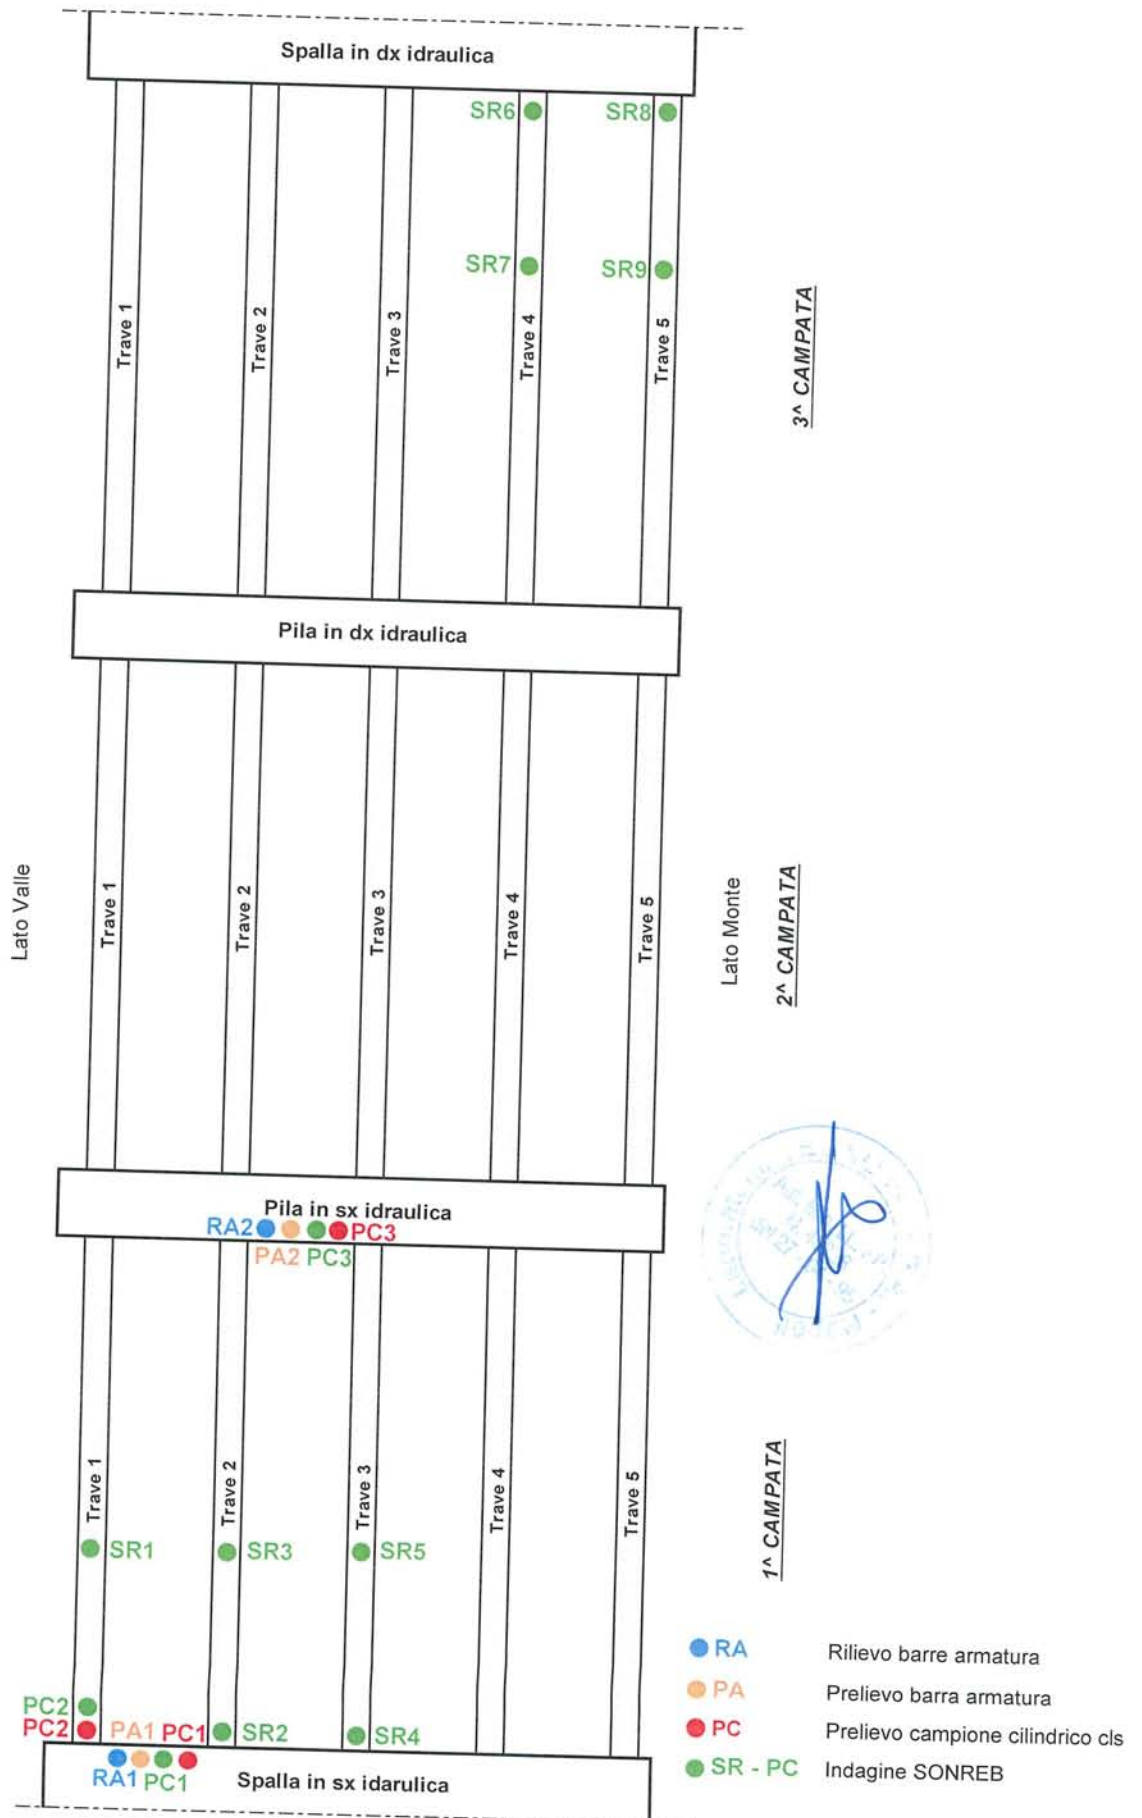 Spalla in dx idraulica
SR6
SR8
SR7
SR9
Trave 1
Trave 2
Trave 3
Trave 4
Trave 5
3^ CAMPATA
Pila in dx idraulica
Lato Valle
Trave 1
Trave 2
Trave 3
Trave 4
Trave 5
Lato Monte
2^ CAMPATA
Pila in sx idraulica
RA2
PC3
PA2 PC3
Trave 1
Trave 2
Trave 3
Trave 4
Trave 5
1^ CAMPATA
SR1
SR3
SR5
PC2
PC2
PA1 PC1
SR2
SR4
RA1 PC1
Spalla in sx idarulica
RA Rilievo barre armatura
PA Prelievo barra armatura
PC Prelievo campione cilindrico cls
SR - PC Indagine SONREB